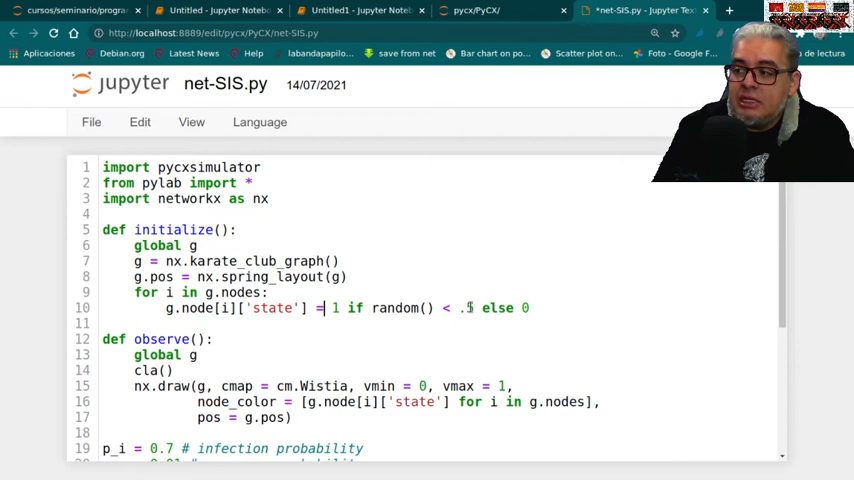 cursos/seminario/program
Untitled - Jupyter Notebo
Untitled1 - Jupyter Noteb
pycx/PyCX/
*net-SIS.py - Jupyter Tex
http://localhost:8889/edit/pycx/PyCX/net-SIS.py
Aeropuerto
Debian.org
Latest News
Help
labandapapalo...
save from net
Bar chart on po...
Scatter plot on ...
Foto - Google F...
de lectura
Jupyter net-SIS.py 14/07/2021
File Edit View Language
1 import pycxsimulator
2 from pylab import *
3 import networkx as nx
4
5 def initialize():
6 global g
7 g = nx.karate_club_graph()
8 g.pos = nx.spring_layout(g)
9 for i in g.nodes:
10 g.node[i]['state'] = 1 if random() < .5 else 0
11
12 def observe():
13 global g
14 cla()
15 nx.draw(g, cmap = cm.Wistia, vmin = 0, vmax = 1,
16 node_color = [g.node[i]['state'] for i in g.nodes],
17 pos = g.pos)
18
19 p_i = 0.7 # infection probability